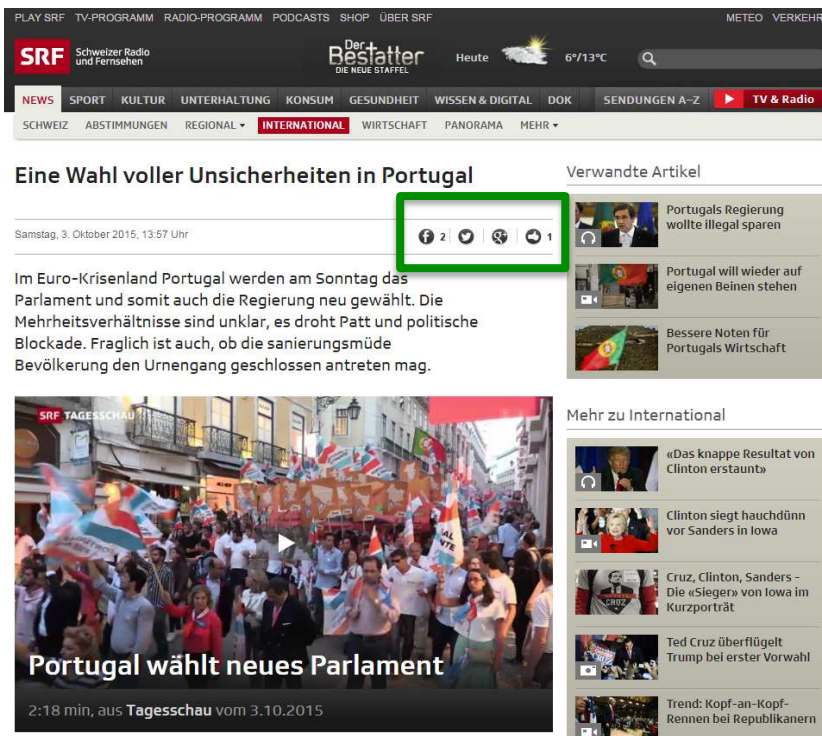 PLAY SRF TV-PROGRAMM RADIO-PROGRAMM PODCASTS SHOP ÜBER SRF METEO VERKEHR
SRF Schweizer Radio
und Fernsehen
Der
Bestatter
DIE NEUE STAFFEL
Heute 6°/13°C
NEWS SPORT KULTUR UNTERHALTUNG KONSUM GESUNDHEIT WISSEN & DIGITAL DOK SENDUNGEN A–Z TV & Radio
SCHWEIZ ABSTIMMUNGEN REGIONAL INTERNATIONAL WIRTSCHAFT PANORAMA MEHR
Eine Wahl voller Unsicherheiten in Portugal
Samstag, 3. Oktober 2015, 13:57 Uhr
2 1
Im Euro-Krisenland Portugal werden am Sonntag das
Parlament und somit auch die Regierung neu gewählt. Die
Mehrheitsverhältnisse sind unklar, es droht Patt und politische
Blockade. Fraglich ist auch, ob die sanierungsmüde
Bevölkerung den Urnengang geschlossen antreten mag.
SRF TAGESSCHAU
Portugal wählt neues Parlament
2:18 min, aus Tagesschau vom 3.10.2015
Verwandte Artikel
Portugals Regierung
wollte illegal sparen
Portugal will wieder auf
eigenen Beinen stehen
Bessere Noten für
Portugals Wirtschaft
Mehr zu International
«Das knappe Resultat von
Clinton erstaunt»
Clinton siegt hauchdünn
vor Sanders in Iowa
CRUZ
Cruz, Clinton, Sanders -
Die «Sieger» von Iowa im
Kurzporträt
Ted Cruz überflügelt
Trump bei erster Vorwahl
Trend: Kopf-an-Kopf-
Rennen bei Republikanern